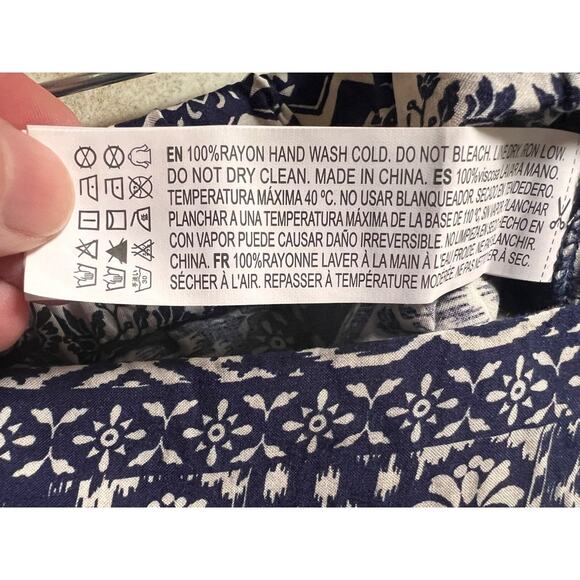 EN 100%RAYON HAND WASH COLD. DO NOT BLEACH. LINE DRY. IRON LOW.
DO NOT DRY CLEAN. MADE IN CHINA. ES 100%viscosa LAVAR A MANO.
TEMPERATURA MÁXIMA 40 ºC. NO USAR BLANQUEADOR. SECADO EN TENDEDERO.
PLANCHAR A UNA TEMPERATURA MÁXIMA DE LA BASE DE 110 ºC SIN VAPOR. PLANCHAR
CON VAPOR PUEDE CAUSAR DAÑO IRREVERSIBLE. NO LIMPIEZA EN HECHO EN
CHINA. FR 100%RAYONNE LAVER À LA MAIN À L'EAU FROIDE. NE PAS BLANCHIR.
SÉCHER À L'AIR. REPASSER À TEMPÉRATURE MODÉRÉE. NE PAS NETTOYER À SEC.
30